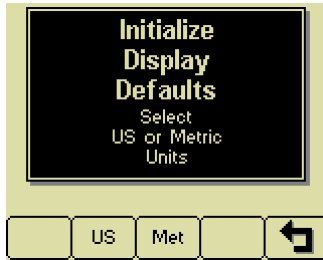 Initialize
Display
Defaults
Select
US or Metric
Units
US Met